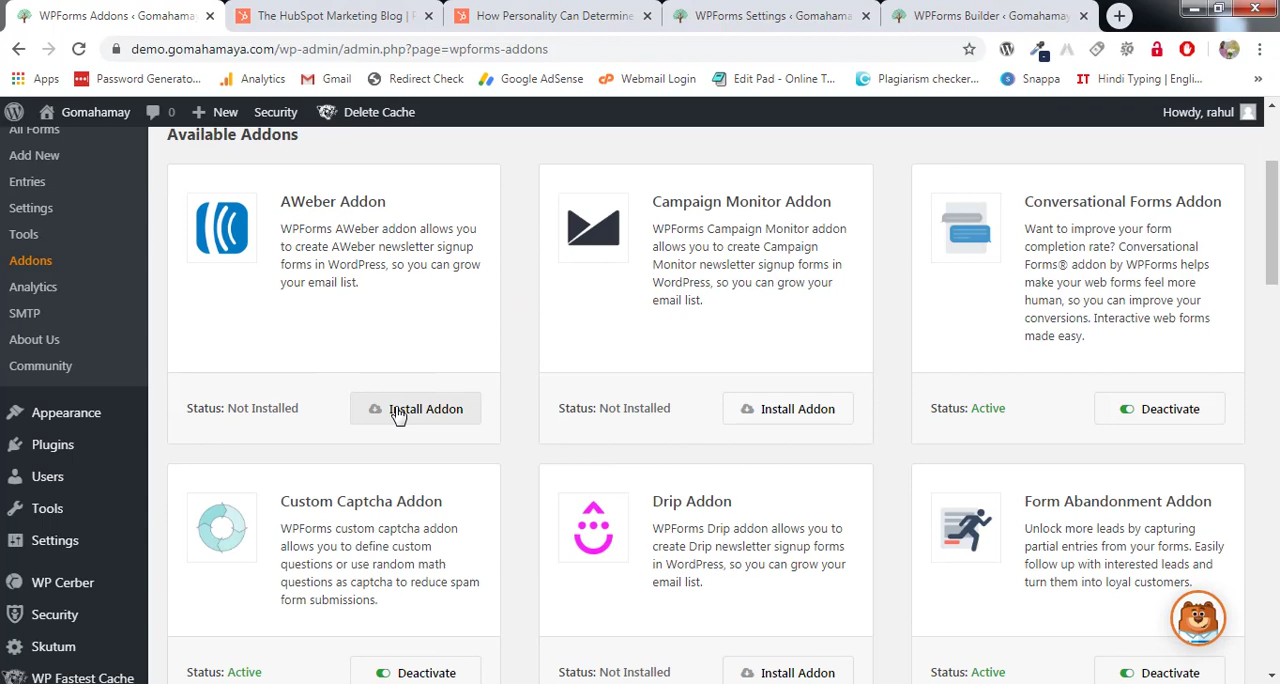 WPForms Addons ‹ Gomahama
The HubSpot Marketing Blog |
How Personality Can Determine
WPForms Settings ‹ Gomahama
WPForms Builder ‹ Gomahamay
demo.gomahamaya.com/wp-admin/admin.php?page=wpforms-addons
Apps
Password Generato...
Analytics
Gmail
Redirect Check
Google AdSense
Webmail Login
Edit Pad - Online T...
Plagiarism checker...
Snappa
IT Hindi Typing | Engli...
»
Gomahamay
0
New
Security
Delete Cache
Howdy, rahul
All Forms
Add New
Entries
Settings
Tools
Addons
Analytics
SMTP
About Us
Community
Appearance
Plugins
Users
Tools
Settings
WP Cerber
Security
Skutum
WP Fastest Cache
Available Addons
AWeber Addon
WPForms AWeber addon allows you
to create AWeber newsletter signup
forms in WordPress, so you can grow
your email list.
Status: Not Installed
Install Addon
Campaign Monitor Addon
WPForms Campaign Monitor addon
allows you to create Campaign
Monitor newsletter signup forms in
WordPress, so you can grow your
email list.
Status: Not Installed
Install Addon
Conversational Forms Addon
Want to improve your form
completion rate? Conversational
Forms® addon by WPForms helps
make your web forms feel more
human, so you can improve your
conversions. Interactive web forms
made easy.
Status: Active
Deactivate
Custom Captcha Addon
WPForms custom captcha addon
allows you to define custom
questions or use random math
questions as captcha to reduce spam
form submissions.
Status: Active
Deactivate
Drip Addon
WPForms Drip addon allows you to
create Drip newsletter signup forms
in WordPress, so you can grow your
email list.
Status: Not Installed
Install Addon
Form Abandonment Addon
Unlock more leads by capturing
partial entries from your forms. Easily
follow up with interested leads and
turn them into loyal customers.
Status: Active
Deactivate